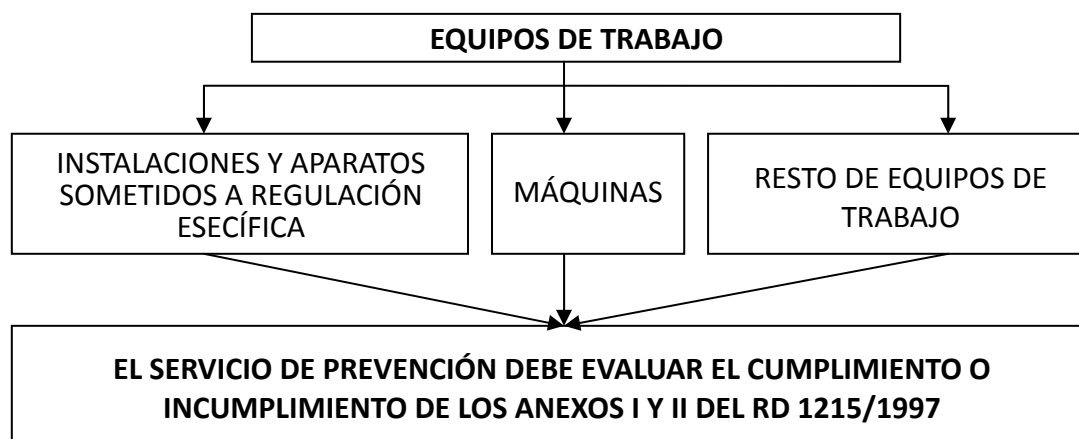 EQUIPOS DE TRABAJO
INSTALACIONES Y APARATOS
SOMETIDOS A REGULACIÓN
ESECÍFICA
MÁQUINAS
RESTO DE EQUIPOS DE
TRABAJO
EL SERVICIO DE PREVENCIÓN DEBE EVALUAR EL CUMPLIMIENTO O
INCUMPLIMIENTO DE LOS ANEXOS I Y II DEL RD 1215/1997